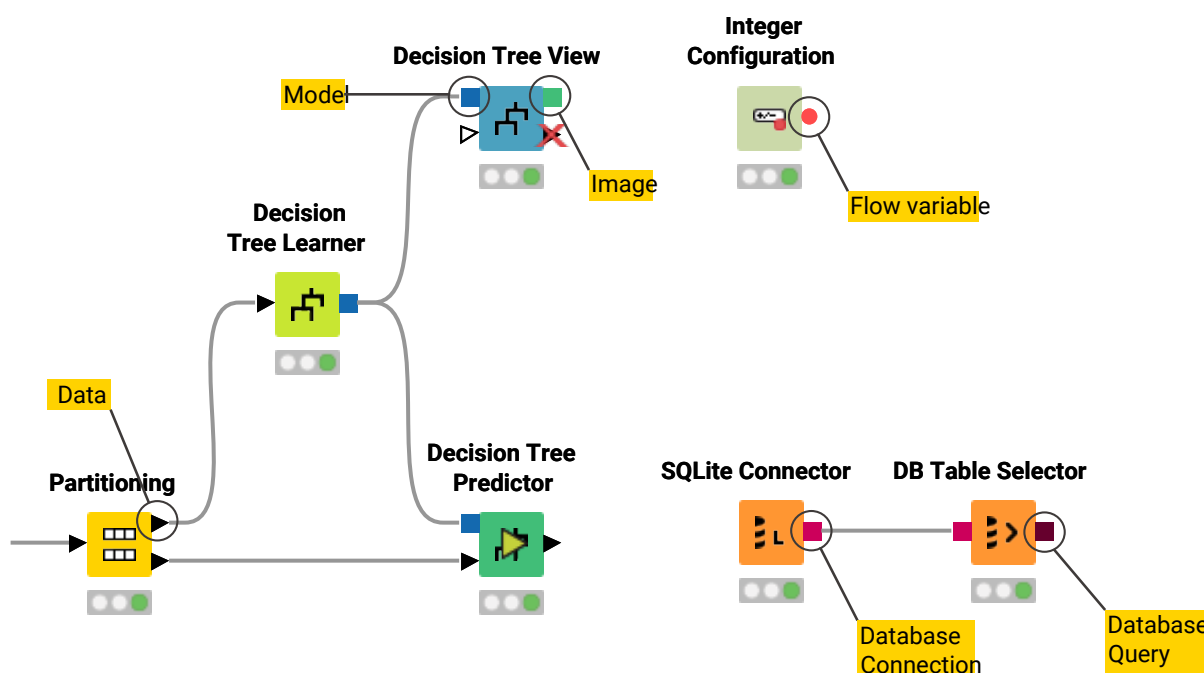 Integer
Configuration
Decision Tree View
Model
Image
Flow variable
Decision
Tree Learner
Data
Partitioning
Decision Tree
Predictor
SQLite Connector
DB Table Selector
L
Database
Connection
Database
Query